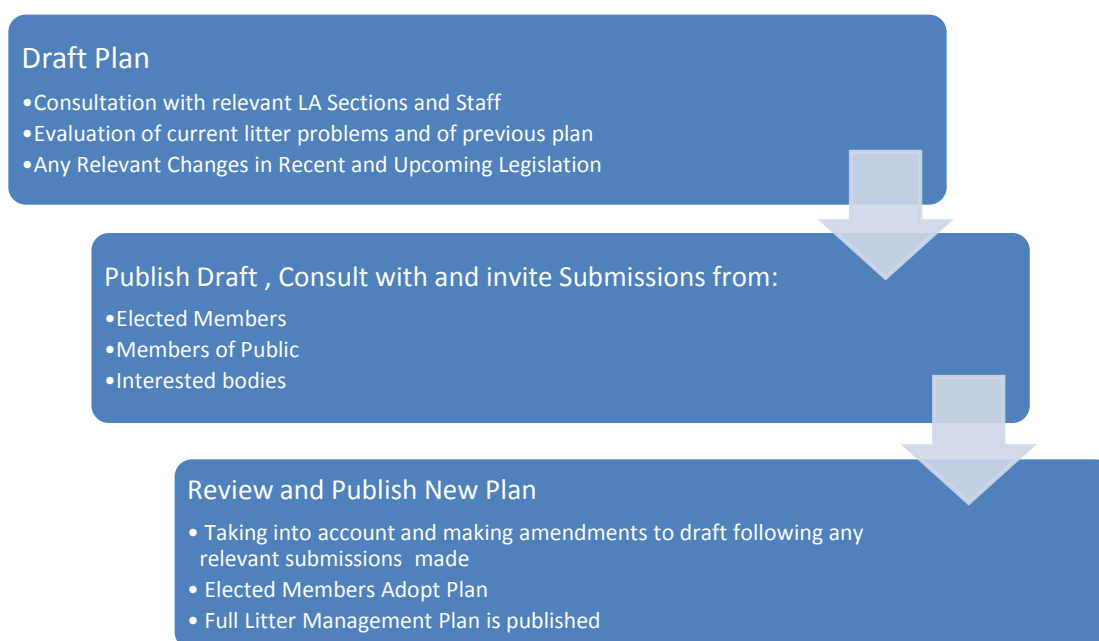 Draft Plan
•Consultation with relevant LA Sections and Staff
•Evaluation of current litter problems and of previous plan
•Any Relevant Changes in Recent and Upcoming Legislation
Publish Draft , Consult with and invite Submissions from:
•Elected Members
•Members of Public
•Interested bodies
Review and Publish New Plan
• Taking into account and making amendments to draft following any
relevant submissions  made
• Elected Members Adopt Plan
• Full Litter Management Plan is published